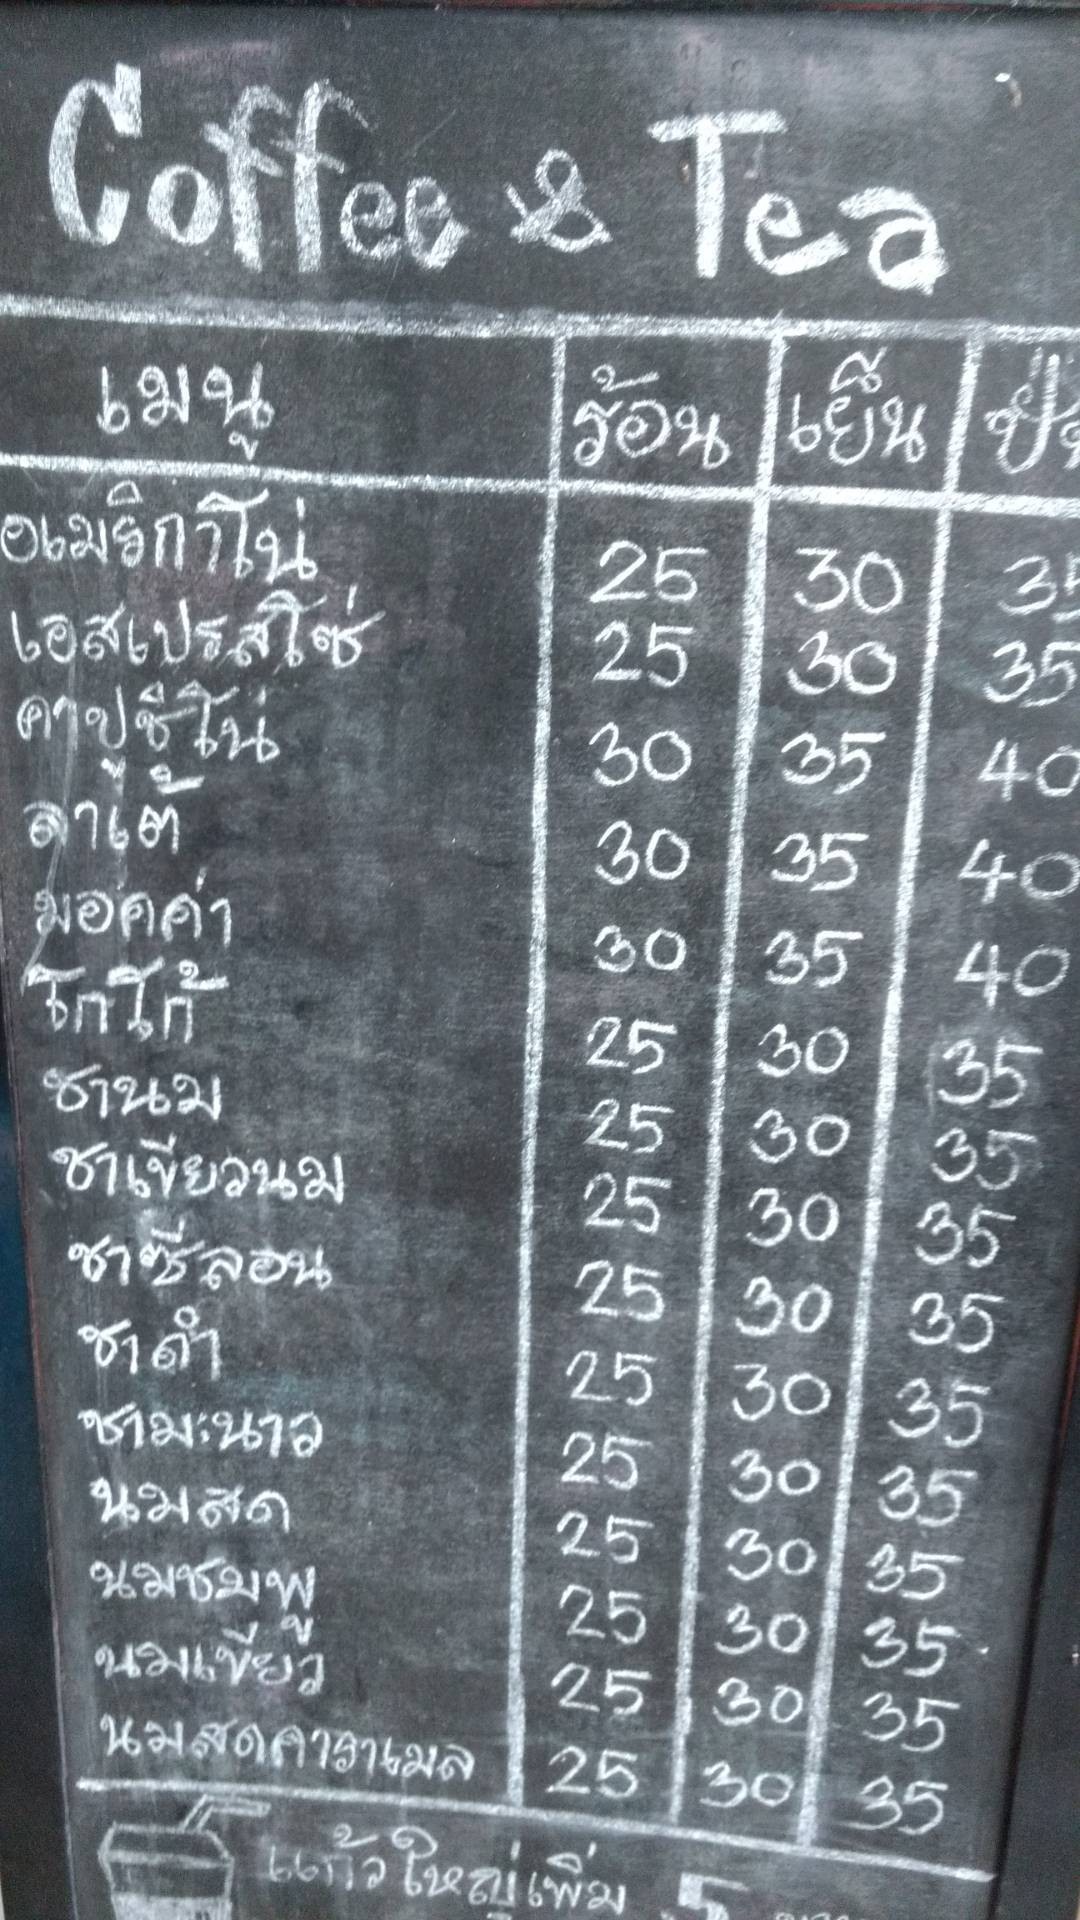 Coffee & Tea
เมนู ร้อน เย็น
อเมริกาโน่ 25 30 35
เอสเปรสโซ่ 25 30 35
คาปูชิโน่ 30 35 40
ลาเต้ 30 35 40
มอคค่า 30 35 40
โกโก้ 25 30 35
ชานม 25 30 35
ชาเขียวนม 25 30 35
ชาซีลอน 25 30 35
ชาดำ 25 30 35
ชามะนาว 25 30 35
นมสด 25 30 35
นมชมพู 25 30 35
นมเขียว 25 30 35
นมสดคาราเมล 25 30 35
แก้วใหญ่เพิ่ม 5